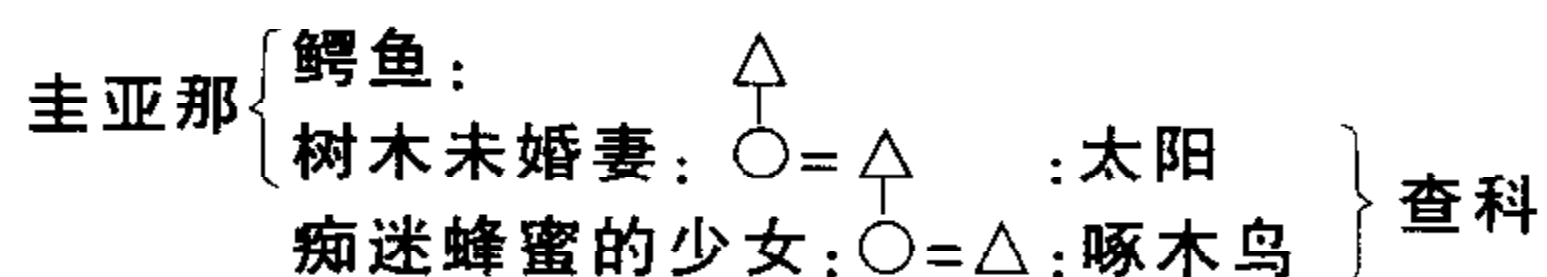 鳄鱼：
圭亚那
树木未婚妻： = ：太阳
查科
痴迷蜂蜜的少女： = ：啄木鸟